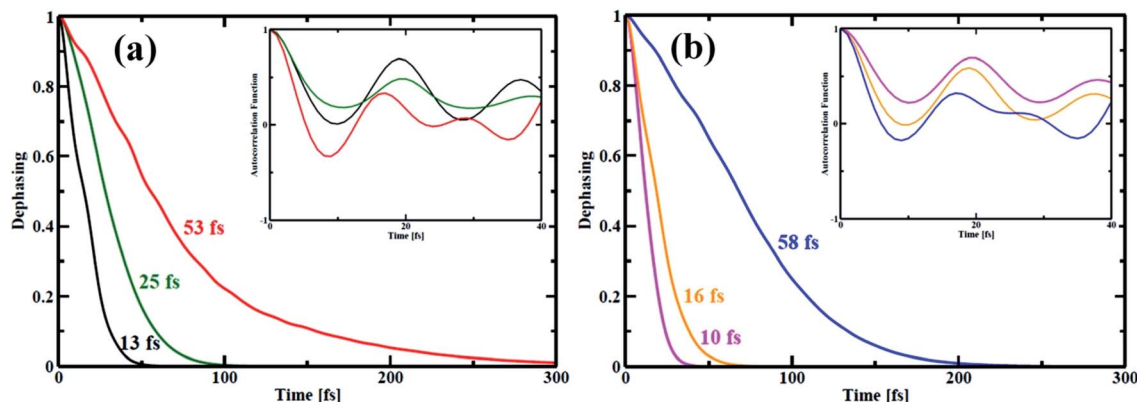 (a)
Dephasing
1
0.8
0.6
0.4
0.2
0
0 100 200 300
Time [fs]
53 fs
25 fs
13 fs
Autocorrelation Function
1
0
-1
0 20 40
Time [fs]
(b)
Dephasing
1
0.8
0.6
0.4
0.2
0
0 100 200 300
Time [fs]
58 fs
16 fs
10 fs
Autocorrelation Function
1
0
-1
0 20 40
Time [fs]